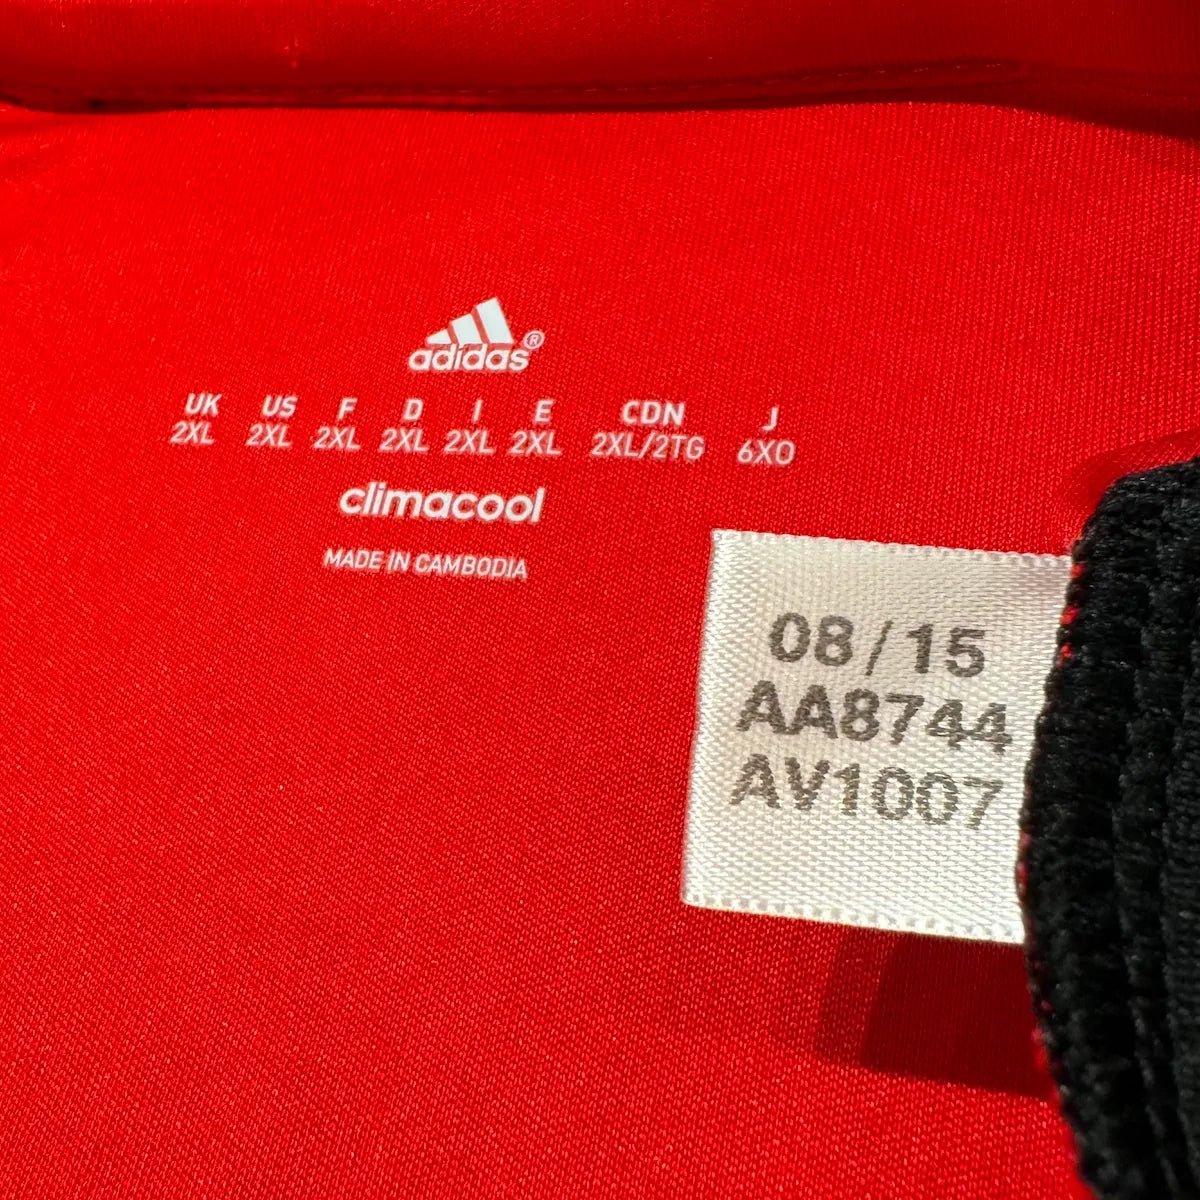 adidas®
UK US F D I E CDN J
2XL 2XL 2XL 2XL 2XL 2XL 2XL/2TG 6XO
climacool
MADE IN CAMBODIA
08/15
AA8744
AV1007